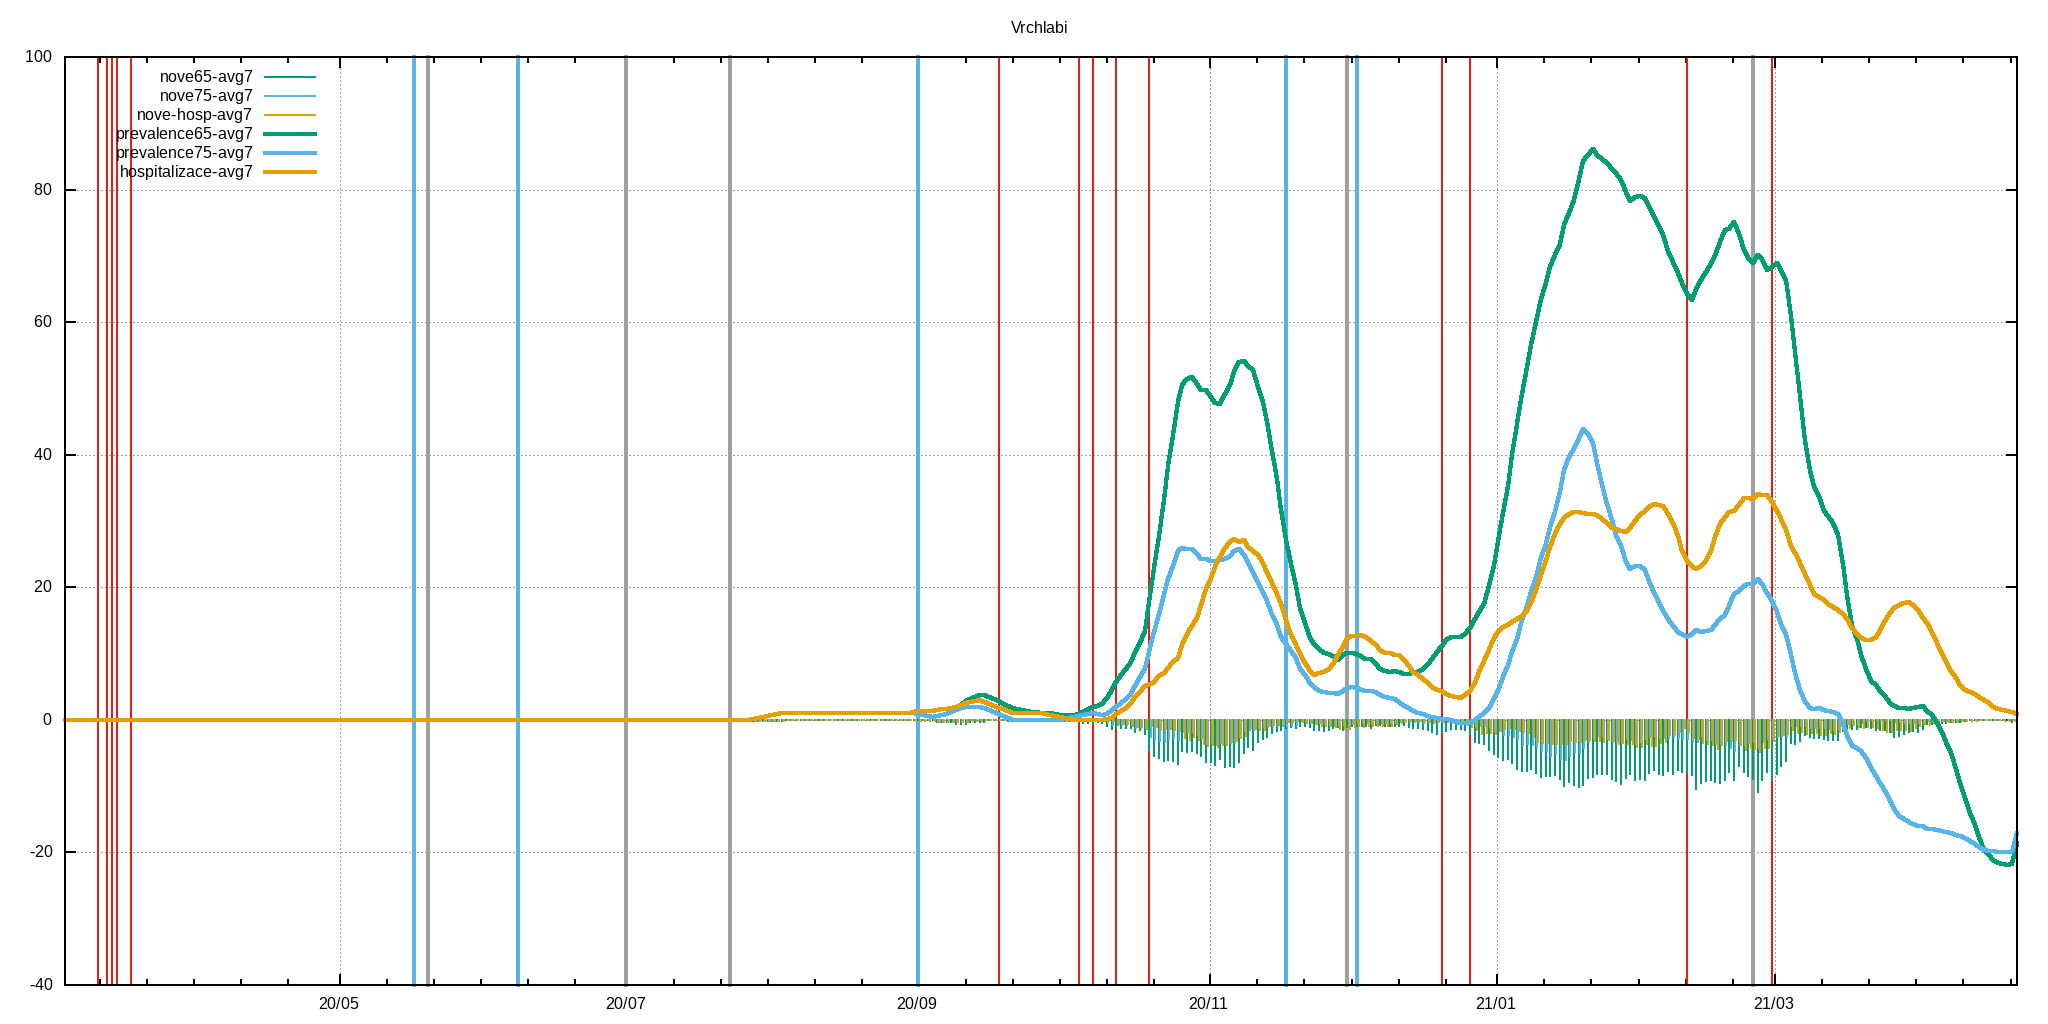 Vrchlabi
100
80
60
40
20
0
-20
-40
nove65-avg7
nove75-avg7
nove-hosp-avg7
prevalence65-avg7
prevalence75-avg7
hospitalizace-avg7
20/05
20/07
20/09
20/11
21/01
21/03